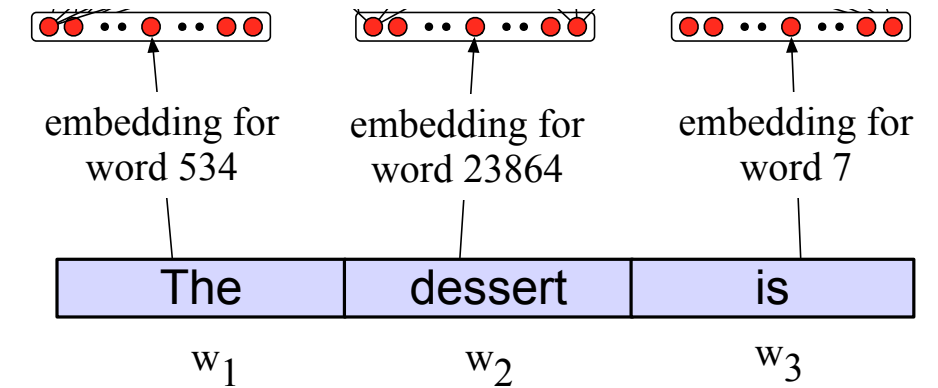 embedding for embedding for embedding for
word 534 word 23864 word 7
The dessert is
w1 w2 w3